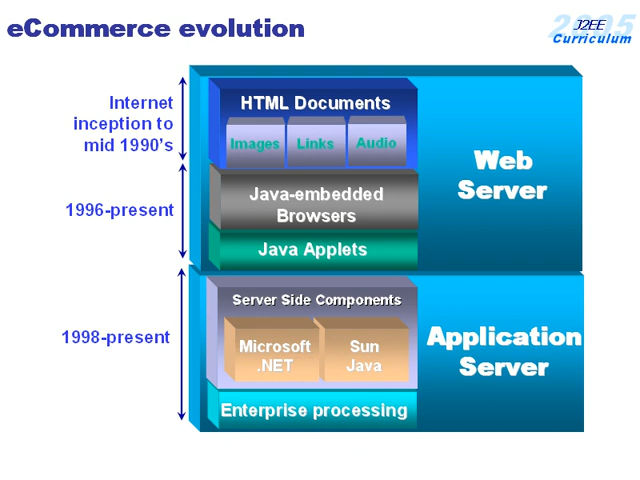 eCommerce evolution
2005
J2EE
Curriculum
Internet
inception to
mid 1990's
HTML Documents
Images Links Audio
Web
Server
1996-present
Java-embedded
Browsers
Java Applets
Server Side Components
1998-present
Microsoft
.NET
Sun
Java
Application
Server
Enterprise processing